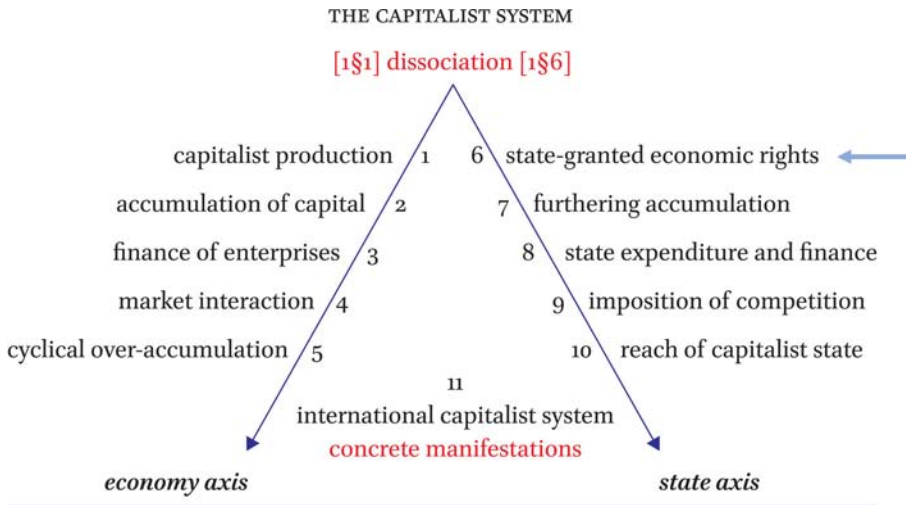 THE CAPITALIST SYSTEM
[1§1] dissociation [1§6]
capitalist production 1 6 state-granted economic rights
accumulation of capital 2 7 furthering accumulation
finance of enterprises 3 8 state expenditure and finance
market interaction 4 9 imposition of competition
cyclical over-accumulation 5 10 reach of capitalist state
11
international capitalist system
concrete manifestations
economy axis state axis